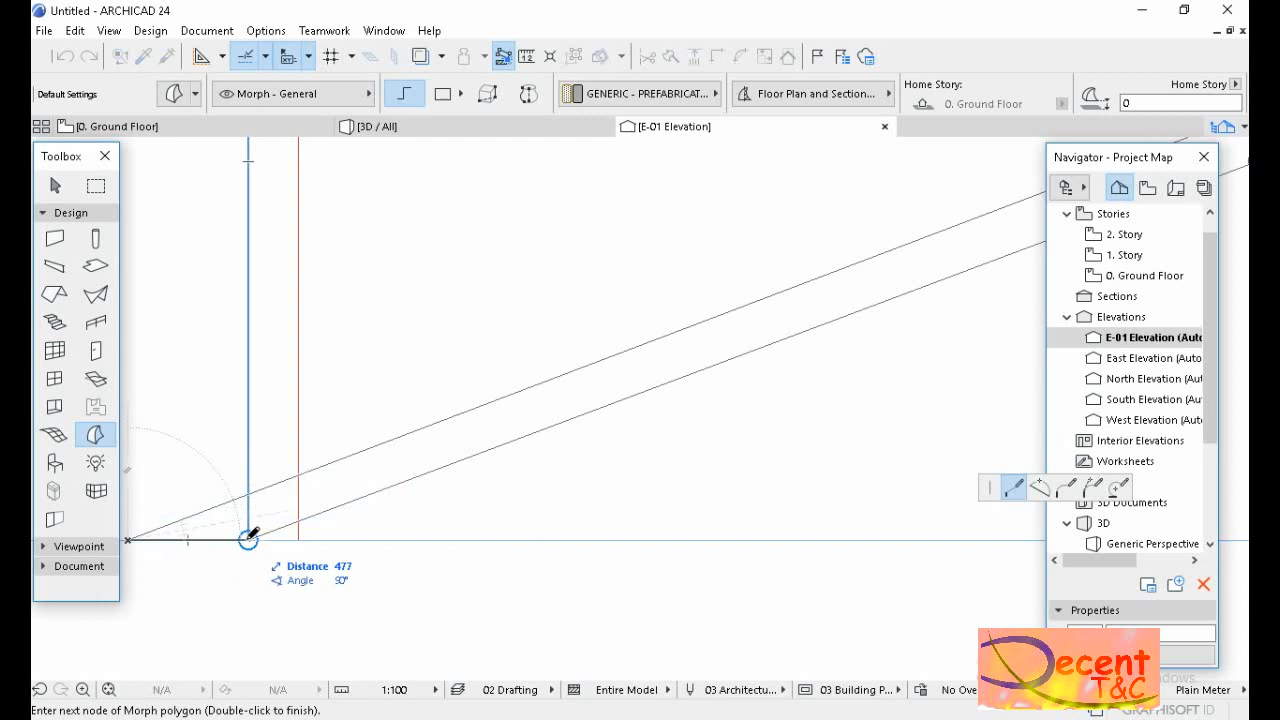 Untitled - ARCHICAD 24
File Edit View Design Document Options Teamwork Window Help
Default Settings
Morph - General
GENERIC - PREFABRICAT...
Floor Plan and Section...
Home Story:
0. Ground Floor
Home Story
0
[0. Ground Floor]
[3D / All]
[E-01 Elevation]
Toolbox
Design
Viewpoint
Document
Navigator - Project Map
Stories
2. Story
1. Story
0. Ground Floor
Sections
Elevations
E-01 Elevation (Auto
East Elevation (Auto
North Elevation (Aut
South Elevation (Aut
West Elevation (Auto
Interior Elevations
Worksheets
3D Documents
3D
Generic Perspective
Properties
Distance 477
Angle 90°
Decent
T&C
N/A
N/A
1:100
02 Drafting
Entire Model
03 Architectu...
03 Building P...
No Ove
Plain Meter
Enter next node of Morph polygon (Double-click to finish).
GRAPHISOFT ID